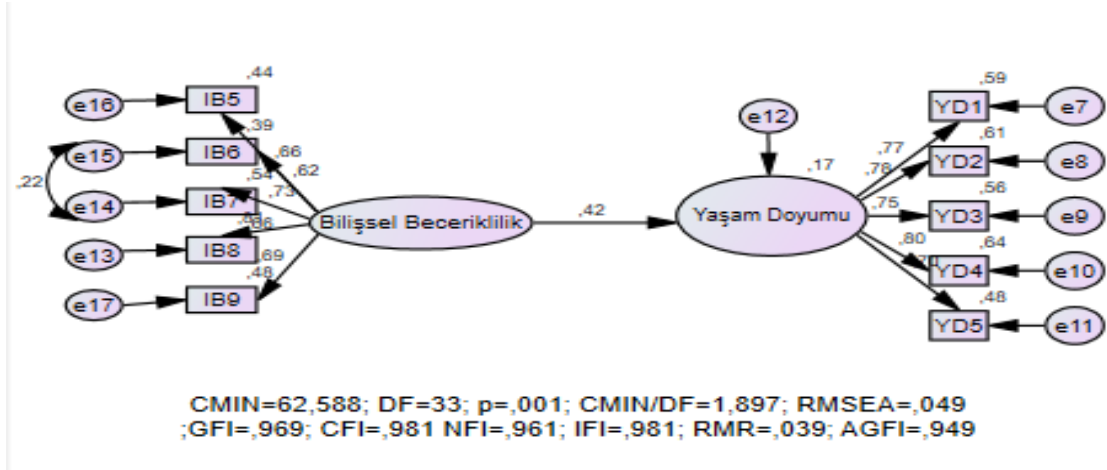 ,44
e16
IB5
,39
e15
IB6
,66
,62
,54
,22
e14
IB7
,73
,66
e13
IB8
,69
,48
e17
IB9
Bilişsel Beceriklilik
,42
e12
,17
Yaşam Doyumu
,59
,77
YD1
e7
,61
,78
YD2
e8
,56
,75
YD3
e9
,64
,80
YD4
e10
,48
YD5
e11
CMIN=62,588; DF=33; p=,001; CMIN/DF=1,897; RMSEA=,049
;GFI=,969; CFI=,981 NFI=,961; IFI=,981; RMR=,039; AGFI=,949